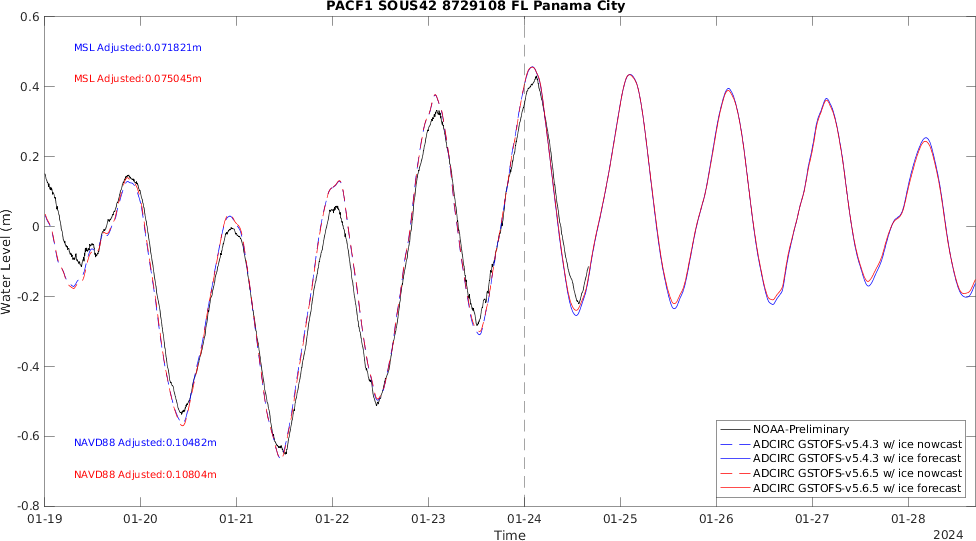 PACF1 SOUS42 8729108 FL Panama City
0.6
MSL Adjusted:0.071821m
MSL Adjusted:0.075045m
0.4
0.2
0
Water Level (m)
-0.2
-0.4
-0.6
NAVD88 Adjusted:0.10482m
NAVD88 Adjusted:0.10804m
NOAA-Preliminary
ADCIRC GSTOFS-v5.4.3 w/ ice nowcast
ADCIRC GSTOFS-v5.4.3 w/ ice forecast
ADCIRC GSTOFS-v5.6.5 w/ ice nowcast
ADCIRC GSTOFS-v5.6.5 w/ ice forecast
-0.8
01-19 01-20 01-21 01-22 01-23 01-24 01-25 01-26 01-27 01-28
Time
2024